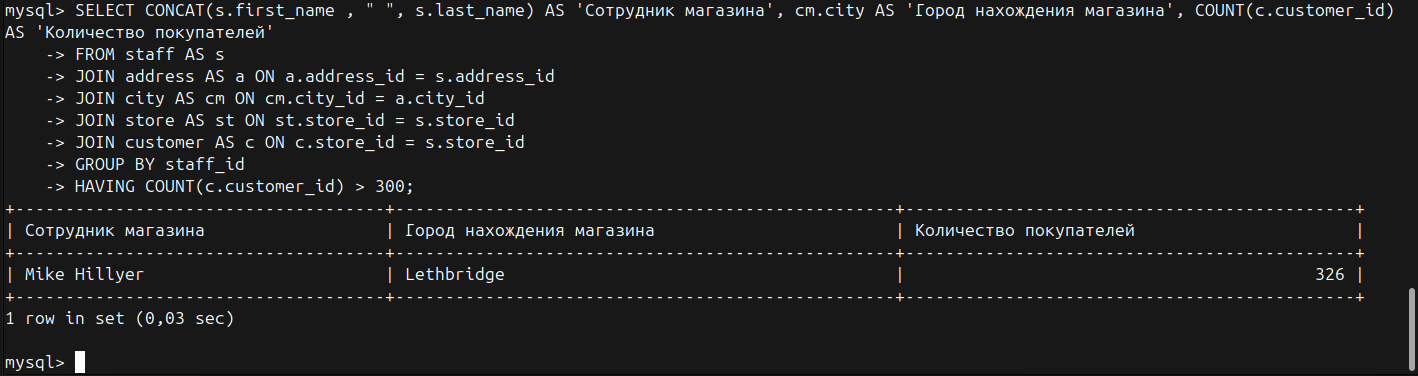 mysql> SELECT CONCAT(s.first_name , " ", s.last_name) AS 'Сотрудник магазина', cm.city AS 'Город нахождения магазина', COUNT(c.customer_id)
AS 'Количество покупателей'
    -> FROM staff AS s
    -> JOIN address AS a ON a.address_id = s.address_id
    -> JOIN city AS cm ON cm.city_id = a.city_id
    -> JOIN store AS st ON st.store_id = s.store_id
    -> JOIN customer AS c ON c.store_id = s.store_id
    -> GROUP BY staff_id
    -> HAVING COUNT(c.customer_id) > 300;
+-------------------------------------+--------------------------------------------------+---------------------------------------------+
| Сотрудник магазина                  | Город нахождения магазина                        | Количество покупателей                      |
+-------------------------------------+--------------------------------------------------+---------------------------------------------+
| Mike Hillyer                        | Lethbridge                                       |                                         326 |
+-------------------------------------+--------------------------------------------------+---------------------------------------------+
1 row in set (0,03 sec)
mysql>